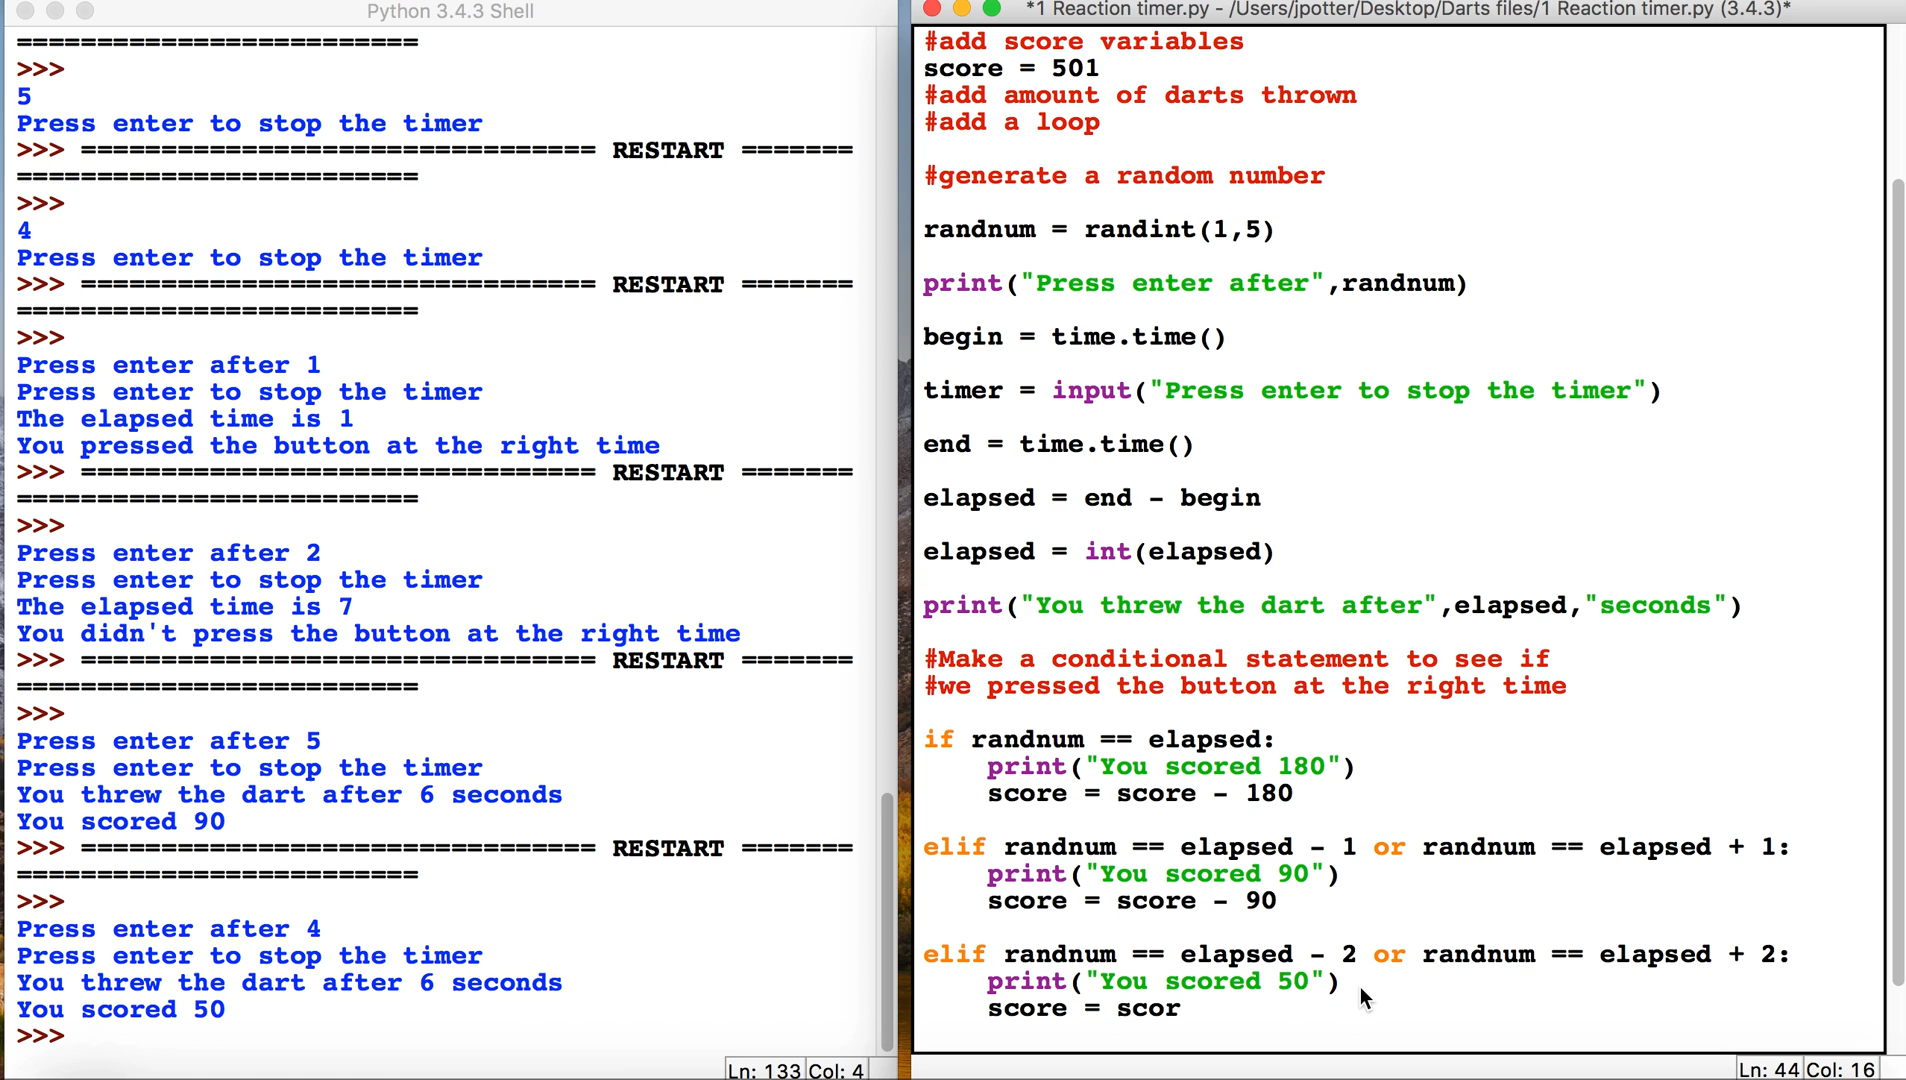 Python 3.4.3 Shell
=========================
>>>
5
Press enter to stop the timer
>>> ================================ RESTART =======
=========================
>>>
4
Press enter to stop the timer
>>> ================================ RESTART =======
=========================
>>>
Press enter after 1
Press enter to stop the timer
The elapsed time is 1
You pressed the button at the right time
>>> ================================ RESTART =======
=========================
>>>
Press enter after 2
Press enter to stop the timer
The elapsed time is 7
You didn't press the button at the right time
>>> ================================ RESTART =======
=========================
>>>
Press enter after 5
Press enter to stop the timer
You threw the dart after 6 seconds
You scored 90
>>> ================================ RESTART =======
=========================
>>>
Press enter after 4
Press enter to stop the timer
You threw the dart after 6 seconds
You scored 50
>>>
Ln: 133 Col: 4
*1 Reaction timer.py - /Users/jpotter/Desktop/Darts files/1 Reaction timer.py (3.4.3)*
#add score variables
score = 501
#add amount of darts thrown
#add a loop
#generate a random number
randnum = randint(1,5)
print("Press enter after",randnum)
begin = time.time()
timer = input("Press enter to stop the timer")
end = time.time()
elapsed = end - begin
elapsed = int(elapsed)
print("You threw the dart after",elapsed,"seconds")
#Make a conditional statement to see if
#we pressed the button at the right time
if randnum == elapsed:
    print("You scored 180")
    score = score - 180
elif randnum == elapsed - 1 or randnum == elapsed + 1:
    print("You scored 90")
    score = score - 90
elif randnum == elapsed - 2 or randnum == elapsed + 2:
    print("You scored 50")
    score = scor
Ln: 44 Col: 16